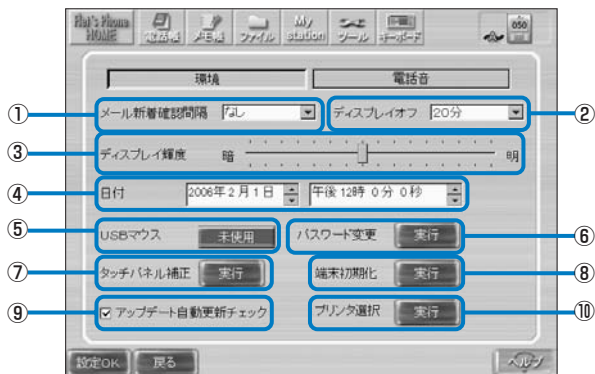 Flat's Phone HOME 電話帳 メモ帳 ファイル My station ツール キーボード 050
環境 電話音
① メール新着確認間隔 なし ディスプレイオフ 20分 ②
③ ディスプレイ輝度 暗 明
④ 日付 2006年2月1日 午後 12時 0分 0秒
⑤ USBマウス 未使用 パスワード変更 実行 ⑥
⑦ タッチパネル補正 実行 端末初期化 実行 ⑧
⑨ アップデート自動更新チェック プリンタ選択 実行 ⑩
設定OK 戻る ヘルプ